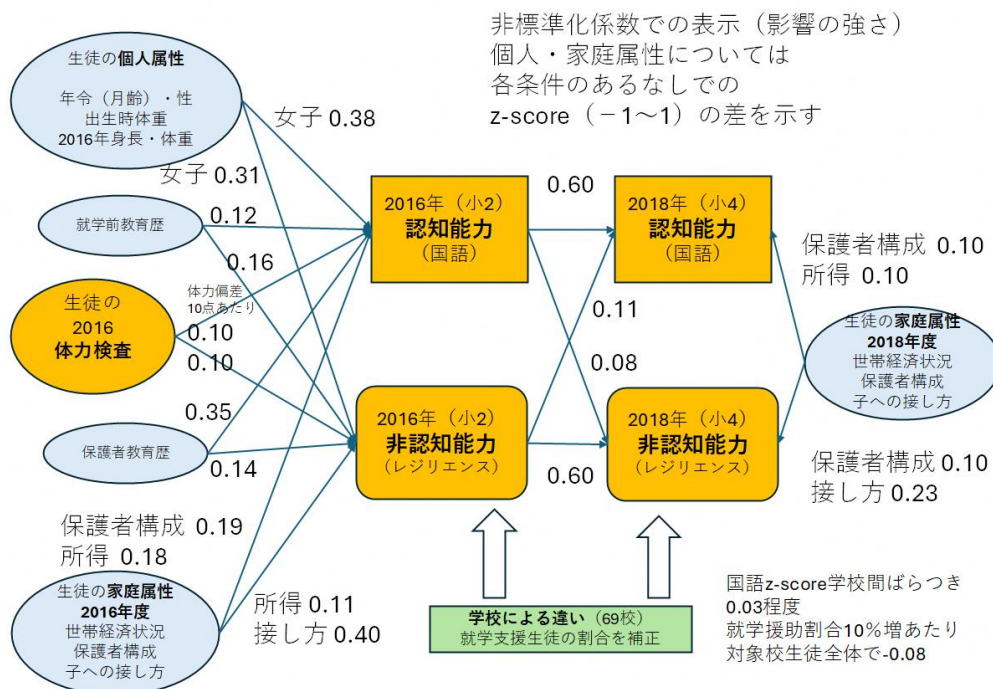 非標準化係数での表示（影響の強さ）
個人・家庭属性については
各条件のあるなしでの
z-score（－1～1）の差を示す
生徒の個人属性
年令（月齢）・性
出生時体重
2016年身長・体重
女子 0.38
女子 0.31
就学前教育歴
0.12
0.16
生徒の
2016
体力検査
体力偏差
10点あたり
0.10
0.10
0.35
保護者教育歴
0.14
保護者構成 0.19
所得 0.18
生徒の家庭属性
2016年度
世帯経済状況
保護者構成
子への接し方
所得 0.11
接し方 0.40
2016年（小2）
認知能力
（国語）
0.60
2018年（小4）
認知能力
（国語）
0.11
0.08
2016年（小2）
非認知能力
（レジリエンス）
0.60
2018年（小4）
非認知能力
（レジリエンス）
保護者構成 0.10
所得 0.10
生徒の家庭属性
2018年度
世帯経済状況
保護者構成
子への接し方
保護者構成 0.10
接し方 0.23
学校による違い（69校）
就学支援生徒の割合を補正
国語z-score学校間ばらつき
0.03程度
就学援助割合10％増あたり
対象校生徒全体で-0.08